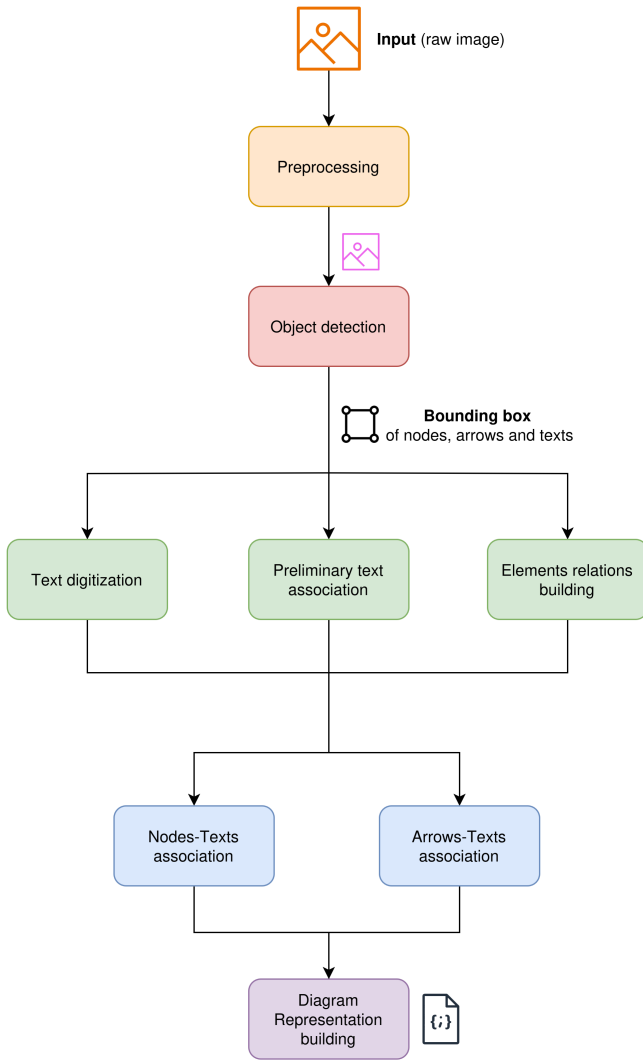 Input (raw image)
Preprocessing
Object detection
Bounding box
of nodes, arrows and texts
Text digitization
Preliminary text
association
Elements relations
building
Nodes-Texts
association
Arrows-Texts
association
Diagram
Representation
building
{;}